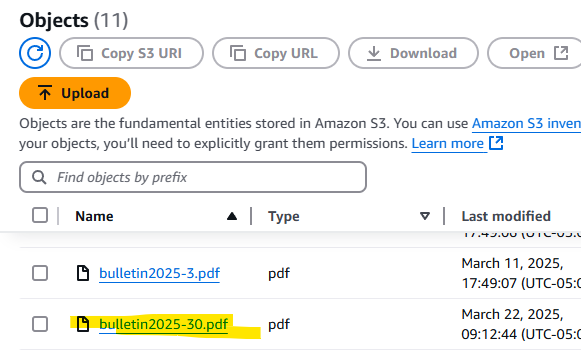 Objects (11)
Copy S3 URI Copy URL Download Open
Upload
Objects are the fundamental entities stored in Amazon S3. You can use Amazon S3 inven
your objects, you'll need to explicitly grant them permissions. Learn more
Find objects by prefix
Name Type Last modified
17:49:06 (UTC-05:0
bulletin2025-3.pdf pdf March 11, 2025,
17:49:07 (UTC-05:0
bulletin2025-30.pdf pdf March 22, 2025,
09:12:44 (UTC-05:0